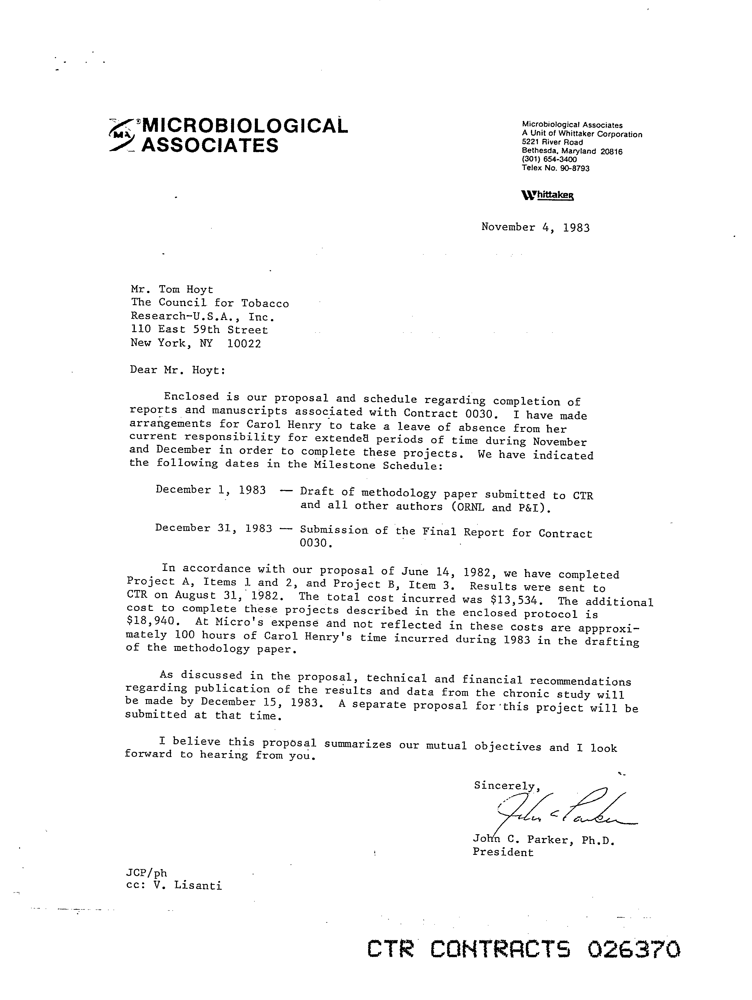 MA ®MICROBIOLOGICAL
ASSOCIATES
Microbiological Associates
A Unit of Whittaker Corporation
5221 River Road
Bethesda, Maryland 20816
(301) 654-3400
Telex No. 90-8793
Whittaker
November 4, 1983
Mr. Tom Hoyt
The Council for Tobacco
Research-U.S.A., Inc.
110 East 59th Street
New York, NY 10022
Dear Mr. Hoyt:
Enclosed is our proposal and schedule regarding completion of
reports and manuscripts associated with Contract 0030. I have made
arrangements for Carol Henry to take a leave of absence from her
current responsibility for extended periods of time during November
and December in order to complete these projects. We have indicated
the following dates in the Milestone Schedule:
December 1, 1983 -- Draft of methodology paper submitted to CTR
and all other authors (ORNL and P&I).
December 31, 1983 -- Submission of the Final Report for Contract
0030.
In accordance with our proposal of June 14, 1982, we have completed
Project A, Items 1 and 2, and Project B, Item 3. Results were sent to
CTR on August 31, 1982. The total cost incurred was $13,534. The additional
cost to complete these projects described in the enclosed protocol is
$18,940. At Micro's expense and not reflected in these costs are appproxi-
mately 100 hours of Carol Henry's time incurred during 1983 in the drafting
of the methodology paper.
As discussed in the proposal, technical and financial recommendations
regarding publication of the results and data from the chronic study will
be made by December 15, 1983. A separate proposal for this project will be
submitted at that time.
I believe this proposal summarizes our mutual objectives and I look
forward to hearing from you.
Sincerely,
John C Parker
John C. Parker, Ph.D.
President
JCP/ph
cc: V. Lisanti
CTR CONTRACTS 026370